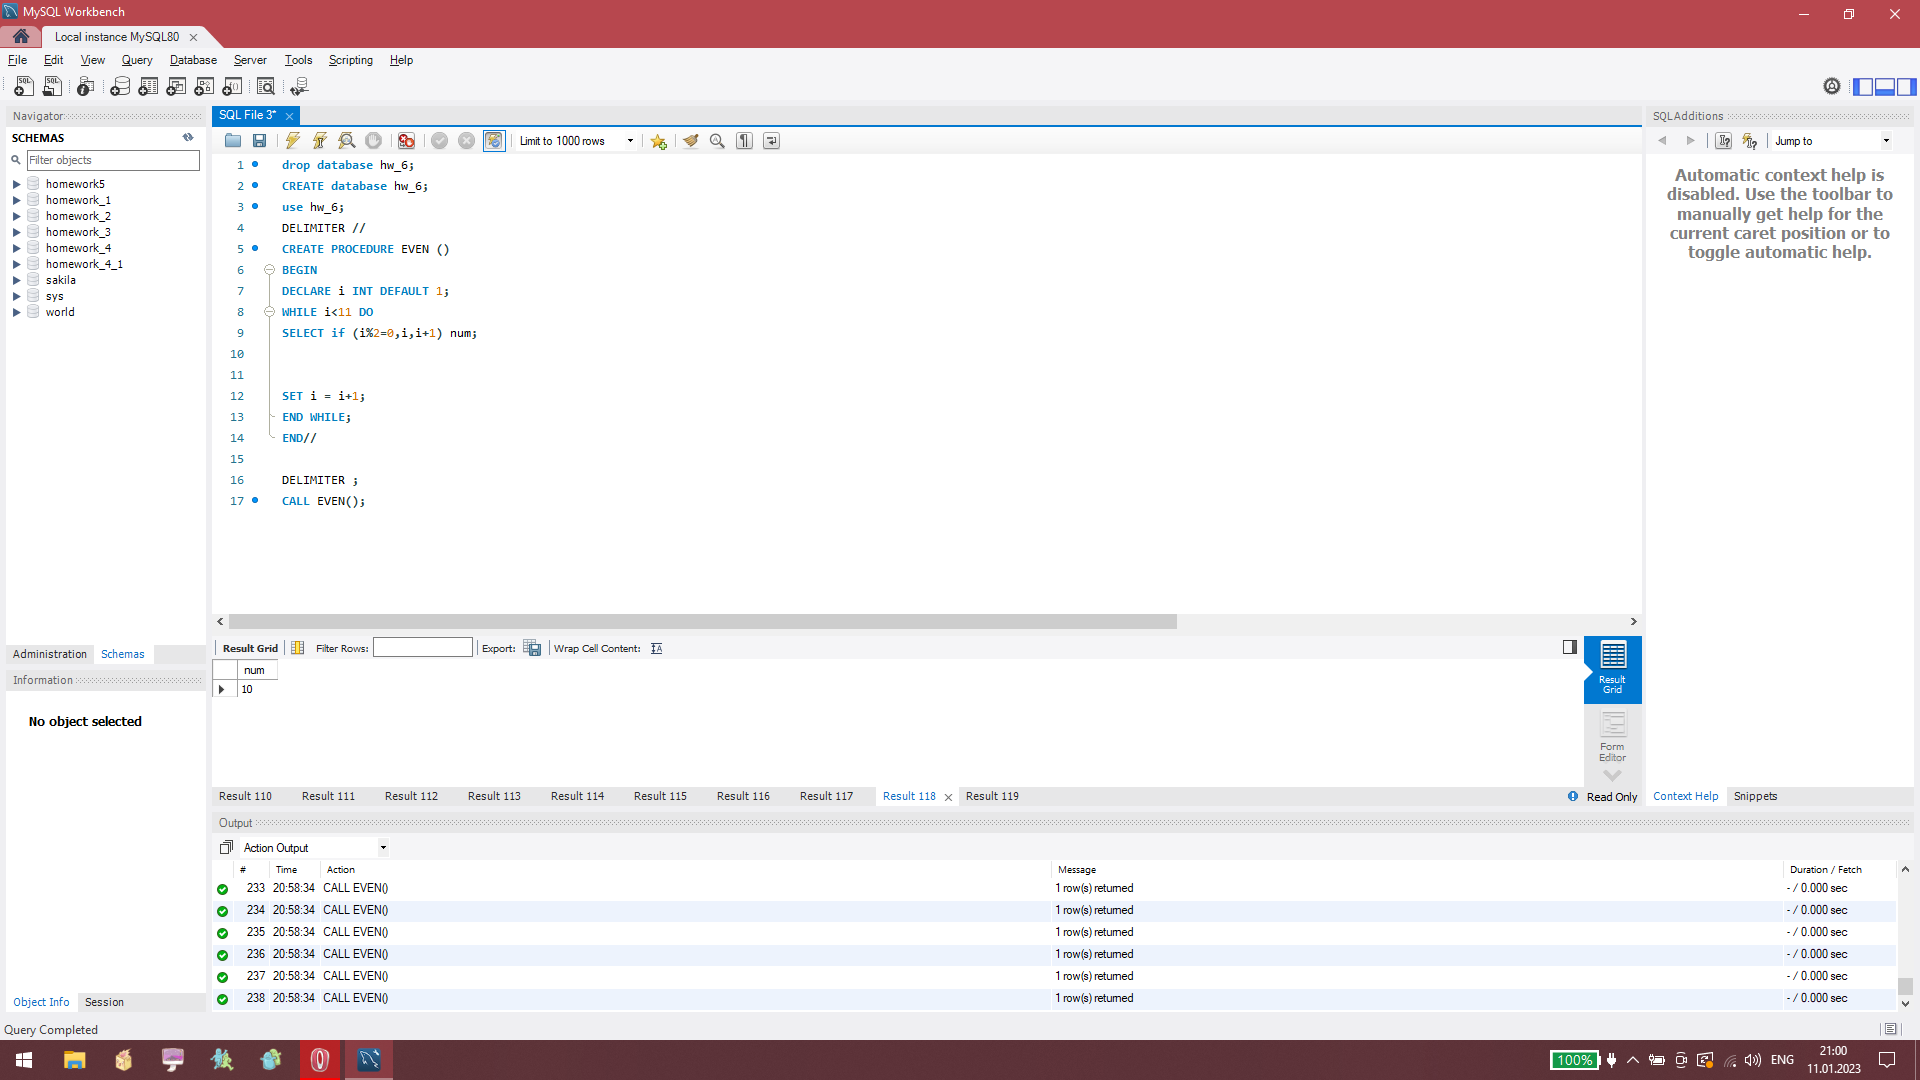 MySQL Workbench
Local instance MySQL80
File Edit View Query Database Server Tools Scripting Help
Navigator
SCHEMAS
Filter objects
homework5
homework_1
homework_2
homework_3
homework_4
homework_4_1
sakila
sys
world
Administration Schemas
Information
No object selected
Object Info Session
SQL File 3*
Limit to 1000 rows
1 drop database hw_6;
2 CREATE database hw_6;
3 use hw_6;
4 DELIMITER //
5 CREATE PROCEDURE EVEN ()
6 BEGIN
7 DECLARE i INT DEFAULT 1;
8 WHILE i<11 DO
9 SELECT if (i%2=0,i,i+1) num;
10
11
12 SET i = i+1;
13 END WHILE;
14 END//
15
16 DELIMITER ;
17 CALL EVEN();
Result Grid Filter Rows: Export: Wrap Cell Content:
num
10
Result
Grid
Form
Editor
Result 110 Result 111 Result 112 Result 113 Result 114 Result 115 Result 116 Result 117 Result 118 Result 119
Read Only
SQLAdditions
Jump to
Automatic context help is
disabled. Use the toolbar to
manually get help for the
current caret position or to
toggle automatic help.
Context Help Snippets
Output
Action Output
# Time Action Message Duration / Fetch
233 20:58:34 CALL EVEN() 1 row(s) returned - / 0.000 sec
234 20:58:34 CALL EVEN() 1 row(s) returned - / 0.000 sec
235 20:58:34 CALL EVEN() 1 row(s) returned - / 0.000 sec
236 20:58:34 CALL EVEN() 1 row(s) returned - / 0.000 sec
237 20:58:34 CALL EVEN() 1 row(s) returned - / 0.000 sec
238 20:58:34 CALL EVEN() 1 row(s) returned - / 0.000 sec
Query Completed
100%
ENG
21:00
11.01.2023